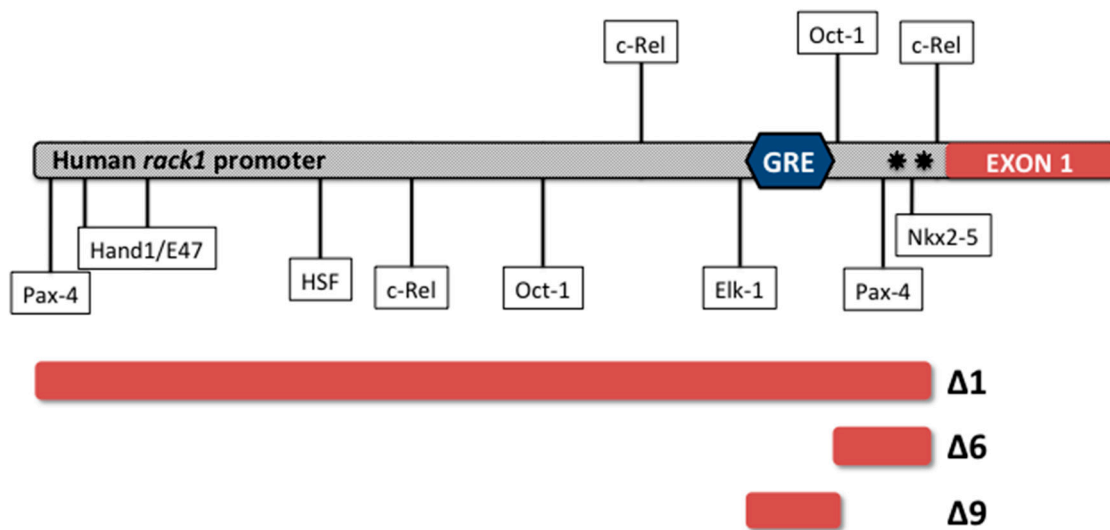 c-Rel
Oct-1
c-Rel
Human rack1 promoter
GRE
EXON 1
Hand1/E47
Nkx2-5
Pax-4
HSF
c-Rel
Oct-1
Elk-1
Pax-4
Δ1
Δ6
Δ9